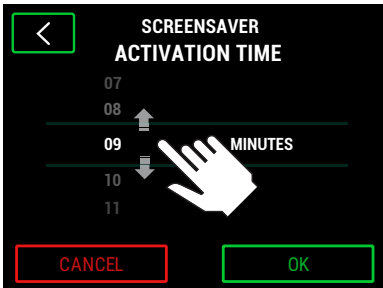 SCREENSAVER
ACTIVATION TIME
07
08
09 MINUTES
10
11
CANCEL OK